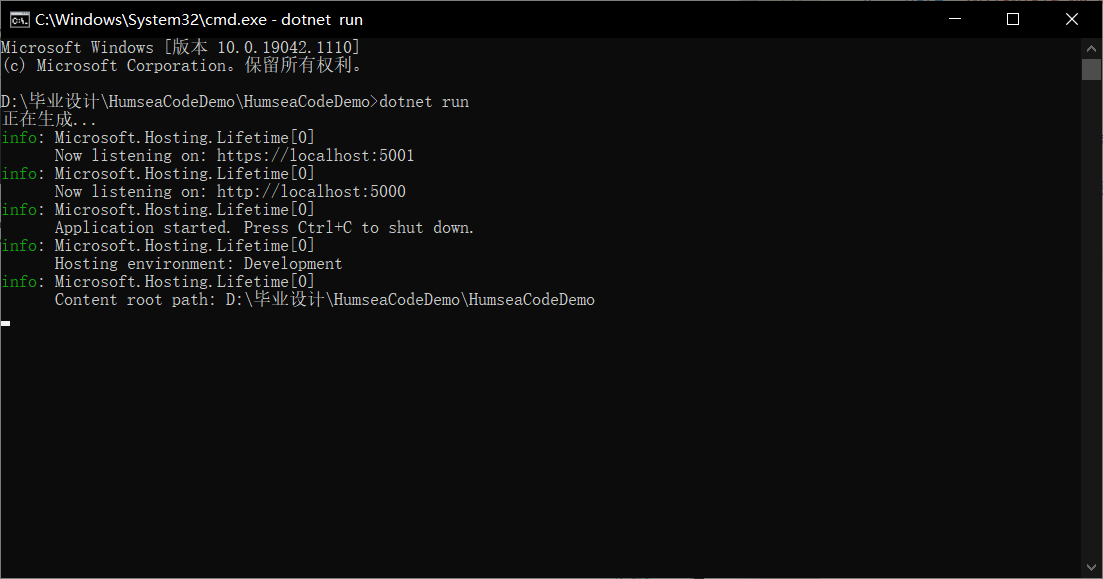 C:\Windows\System32\cmd.exe - dotnet  run
Microsoft Windows [版本 10.0.19042.1110]
(c) Microsoft Corporation。保留所有权利。
D:\毕业设计\HumseaCodeDemo\HumseaCodeDemo>dotnet run
正在生成...
info: Microsoft.Hosting.Lifetime[0]
      Now listening on: https://localhost:5001
info: Microsoft.Hosting.Lifetime[0]
      Now listening on: http://localhost:5000
info: Microsoft.Hosting.Lifetime[0]
      Application started. Press Ctrl+C to shut down.
info: Microsoft.Hosting.Lifetime[0]
      Hosting environment: Development
info: Microsoft.Hosting.Lifetime[0]
      Content root path: D:\毕业设计\HumseaCodeDemo\HumseaCodeDemo